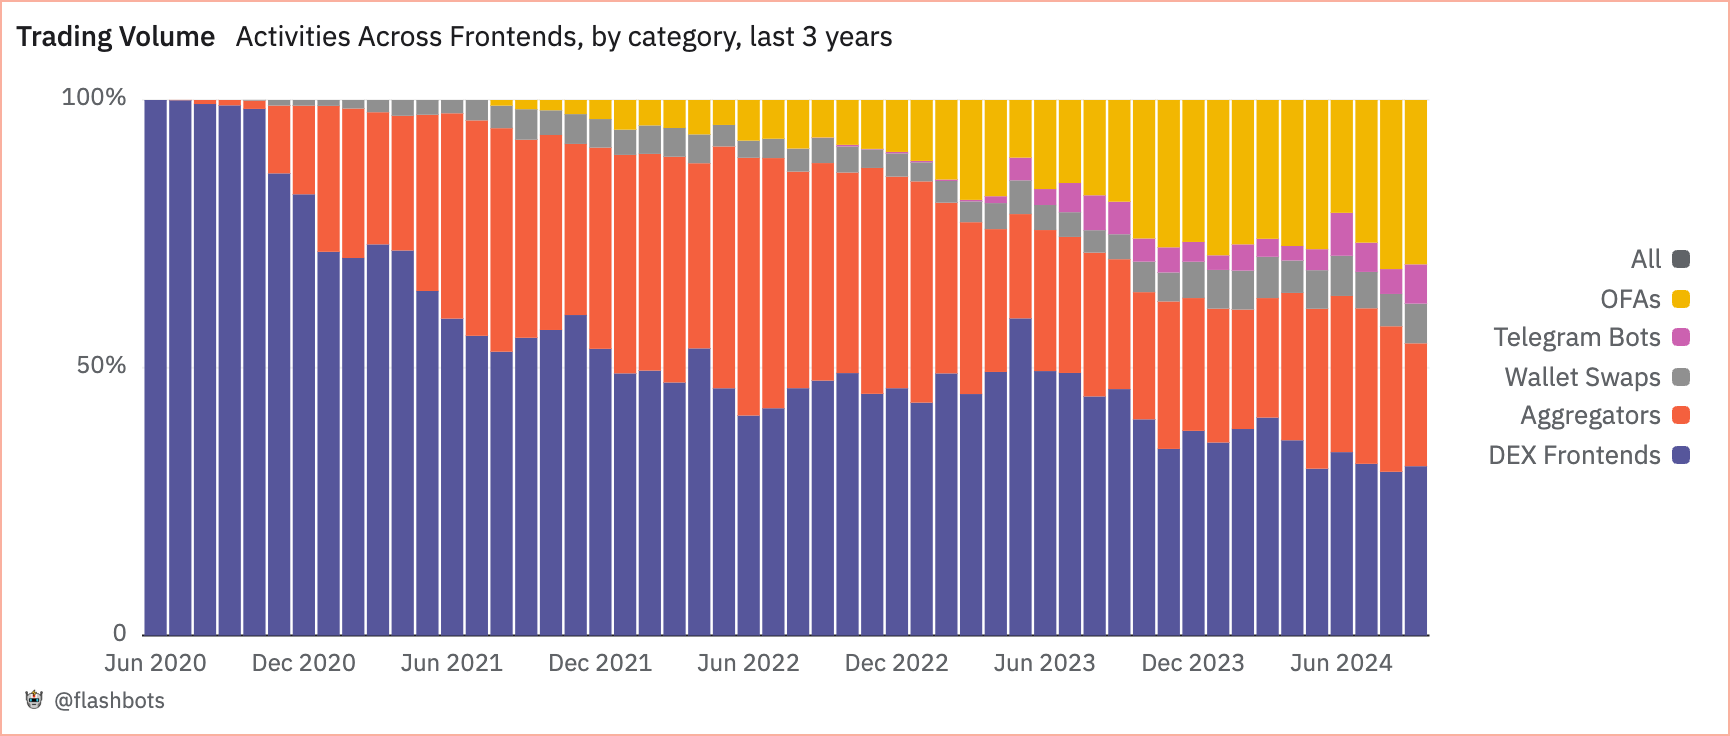 Trading Volume Activities Across Frontends, by category, last 3 years
100%
50%
0
Jun 2020 Dec 2020 Jun 2021 Dec 2021 Jun 2022 Dec 2022 Jun 2023 Dec 2023 Jun 2024
All
OFAs
Telegram Bots
Wallet Swaps
Aggregators
DEX Frontends
@flashbots